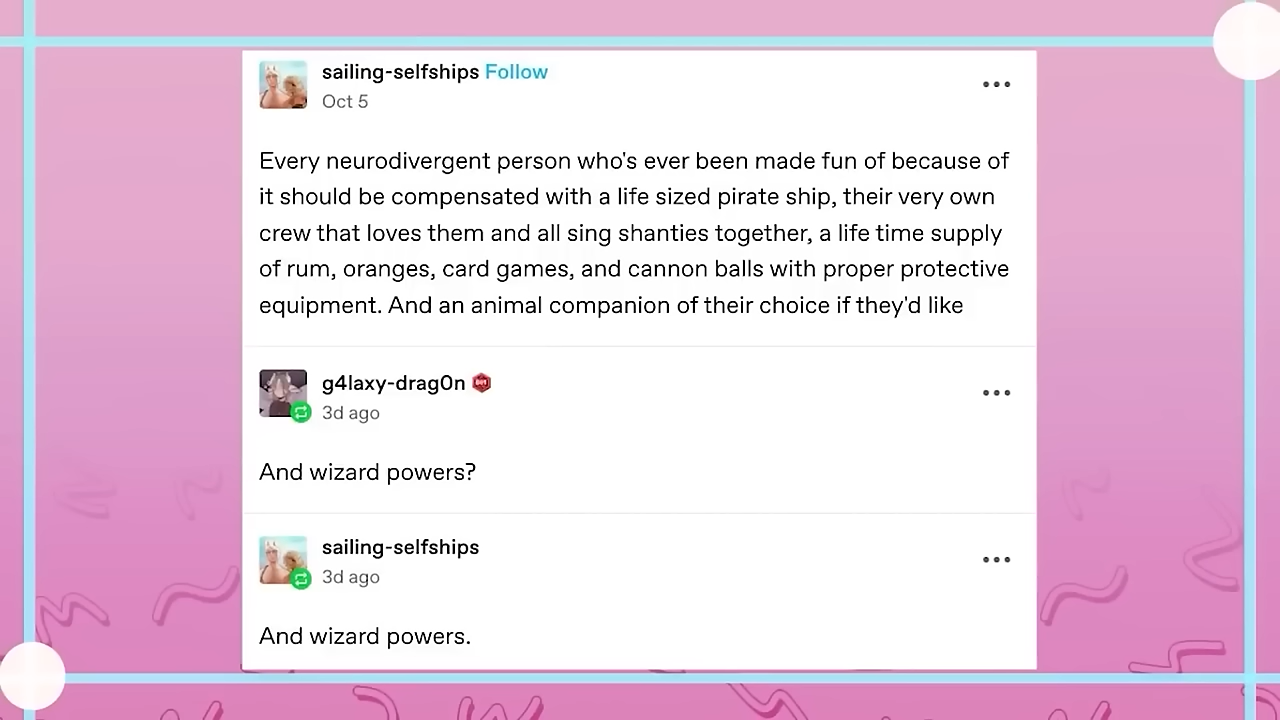 sailing-selfships Follow
Oct 5
Every neurodivergent person who's ever been made fun of because of
it should be compensated with a life sized pirate ship, their very own
crew that loves them and all sing shanties together, a life time supply
of rum, oranges, card games, and cannon balls with proper protective
equipment. And an animal companion of their choice if they'd like
g4laxy-drag0n
3d ago
And wizard powers?
sailing-selfships
3d ago
And wizard powers.